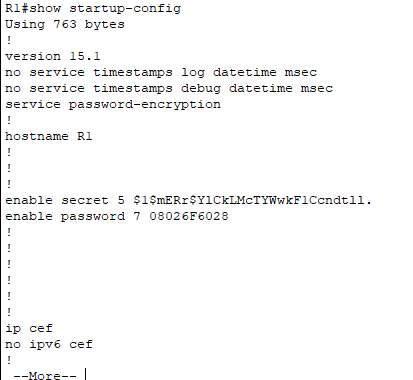 R1#show startup-config
Using 763 bytes
!
version 15.1
no service timestamps log datetime msec
no service timestamps debug datetime msec
service password-encryption
!
hostname R1
!
!
!
enable secret 5 $1$mERr$YlCkLMcTYWwkF1Ccndtll.
enable password 7 08026F6028
!
!
!
!
!
!
ip cef
no ipv6 cef
!
--More--